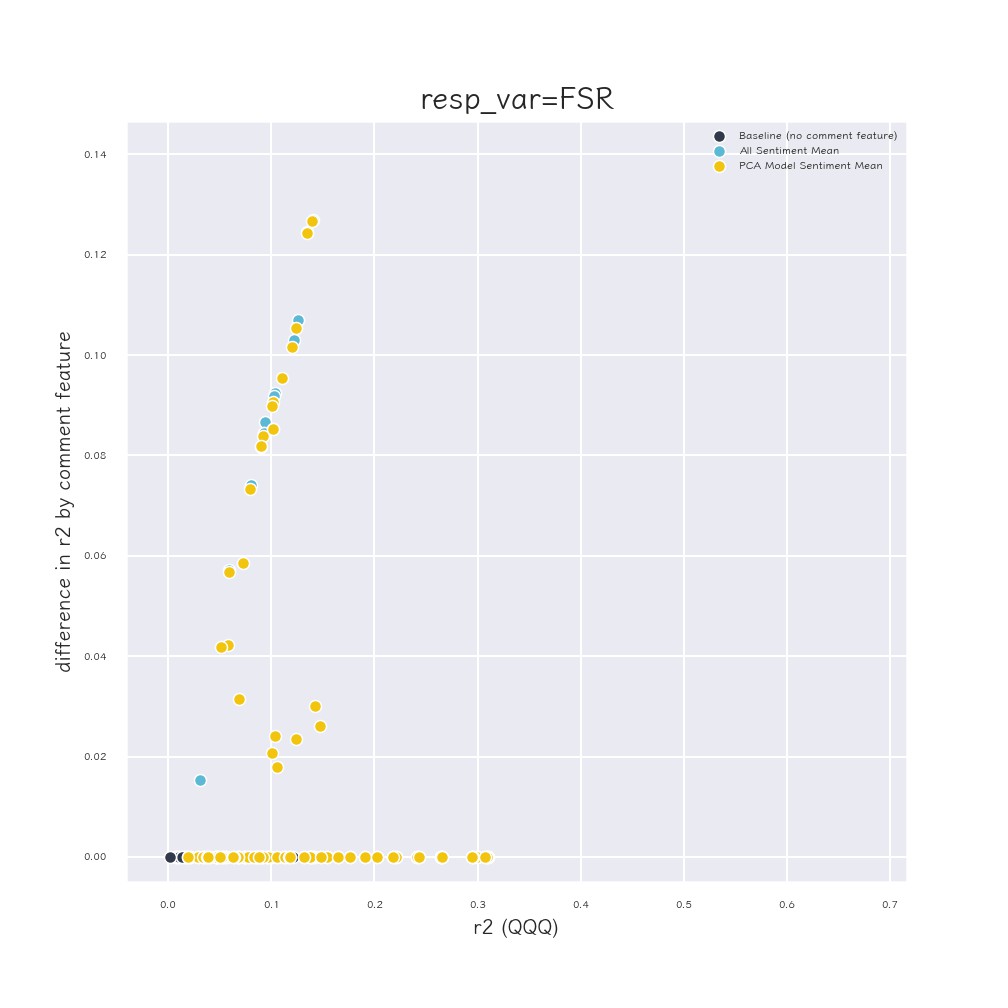 resp_var=FSR
Baseline (no comment feature)
All Sentiment Mean
PCA Model Sentiment Mean
difference in r2 by comment feature
0.14
0.12
0.10
0.08
0.06
0.04
0.02
0.00
0.0 0.1 0.2 0.3 0.4 0.5 0.6 0.7
r2 (QQQ)